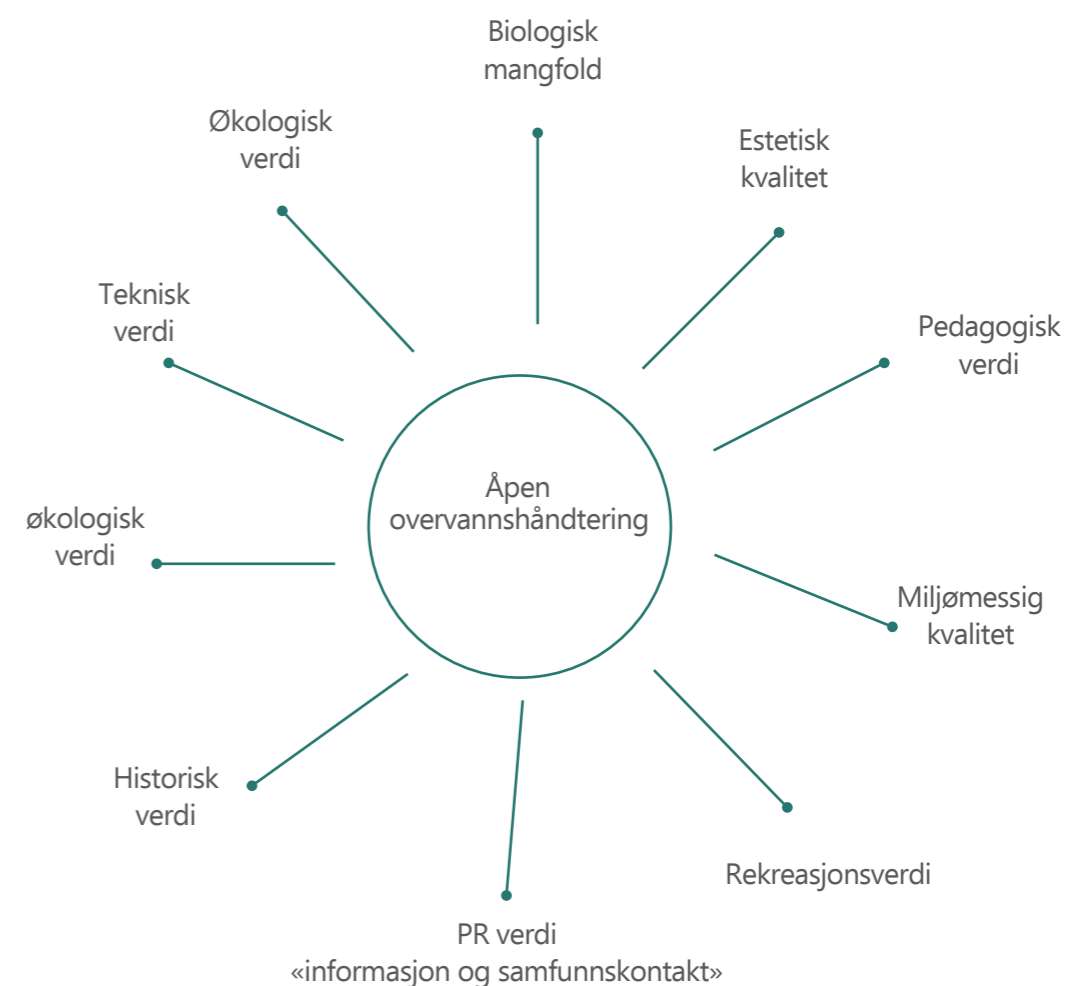 Biologisk
mangfold
Økologisk
verdi
Estetisk
kvalitet
Teknisk
verdi
Pedagogisk
verdi
Åpen
overvannshåndtering
økologisk
verdi
Miljømessig
kvalitet
Historisk
verdi
Rekreasjonsverdi
PR verdi
«informasjon og samfunnskontakt»